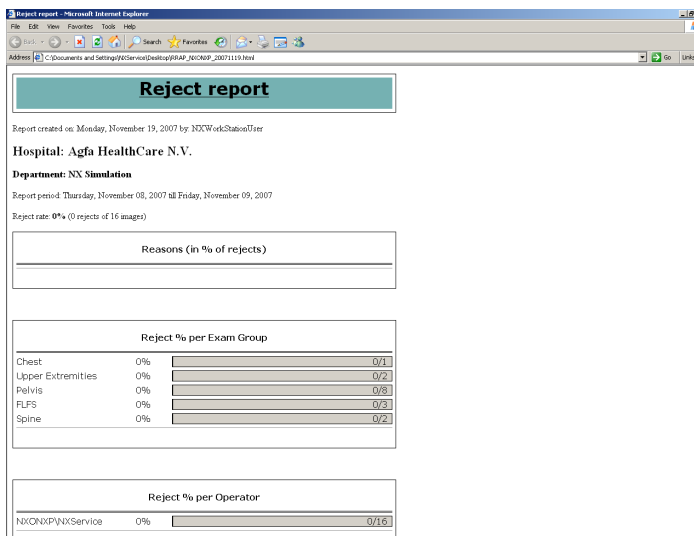 Reject report - Microsoft Internet Explorer
File Edit View Favorites Tools Help
Back Search Favorites
Address C:\Documents and Settings\NXService\Desktop\RRAP_NXONXP_20071119.html Go Links
Reject report
Report created on: Monday, November 19, 2007 by: NXWorkStationUser
Hospital: Agfa HealthCare N.V.
Department: NX Simulation
Report period: Thursday, November 08, 2007 till Friday, November 09, 2007
Reject rate: 0% (0 rejects of 16 images)
Reasons (in % of rejects)
Reject % per Exam Group
Chest 0% 0/1
Upper Extremities 0% 0/2
Pelvis 0% 0/8
FLFS 0% 0/3
Spine 0% 0/2
Reject % per Operator
NXONXP\NXService 0% 0/16